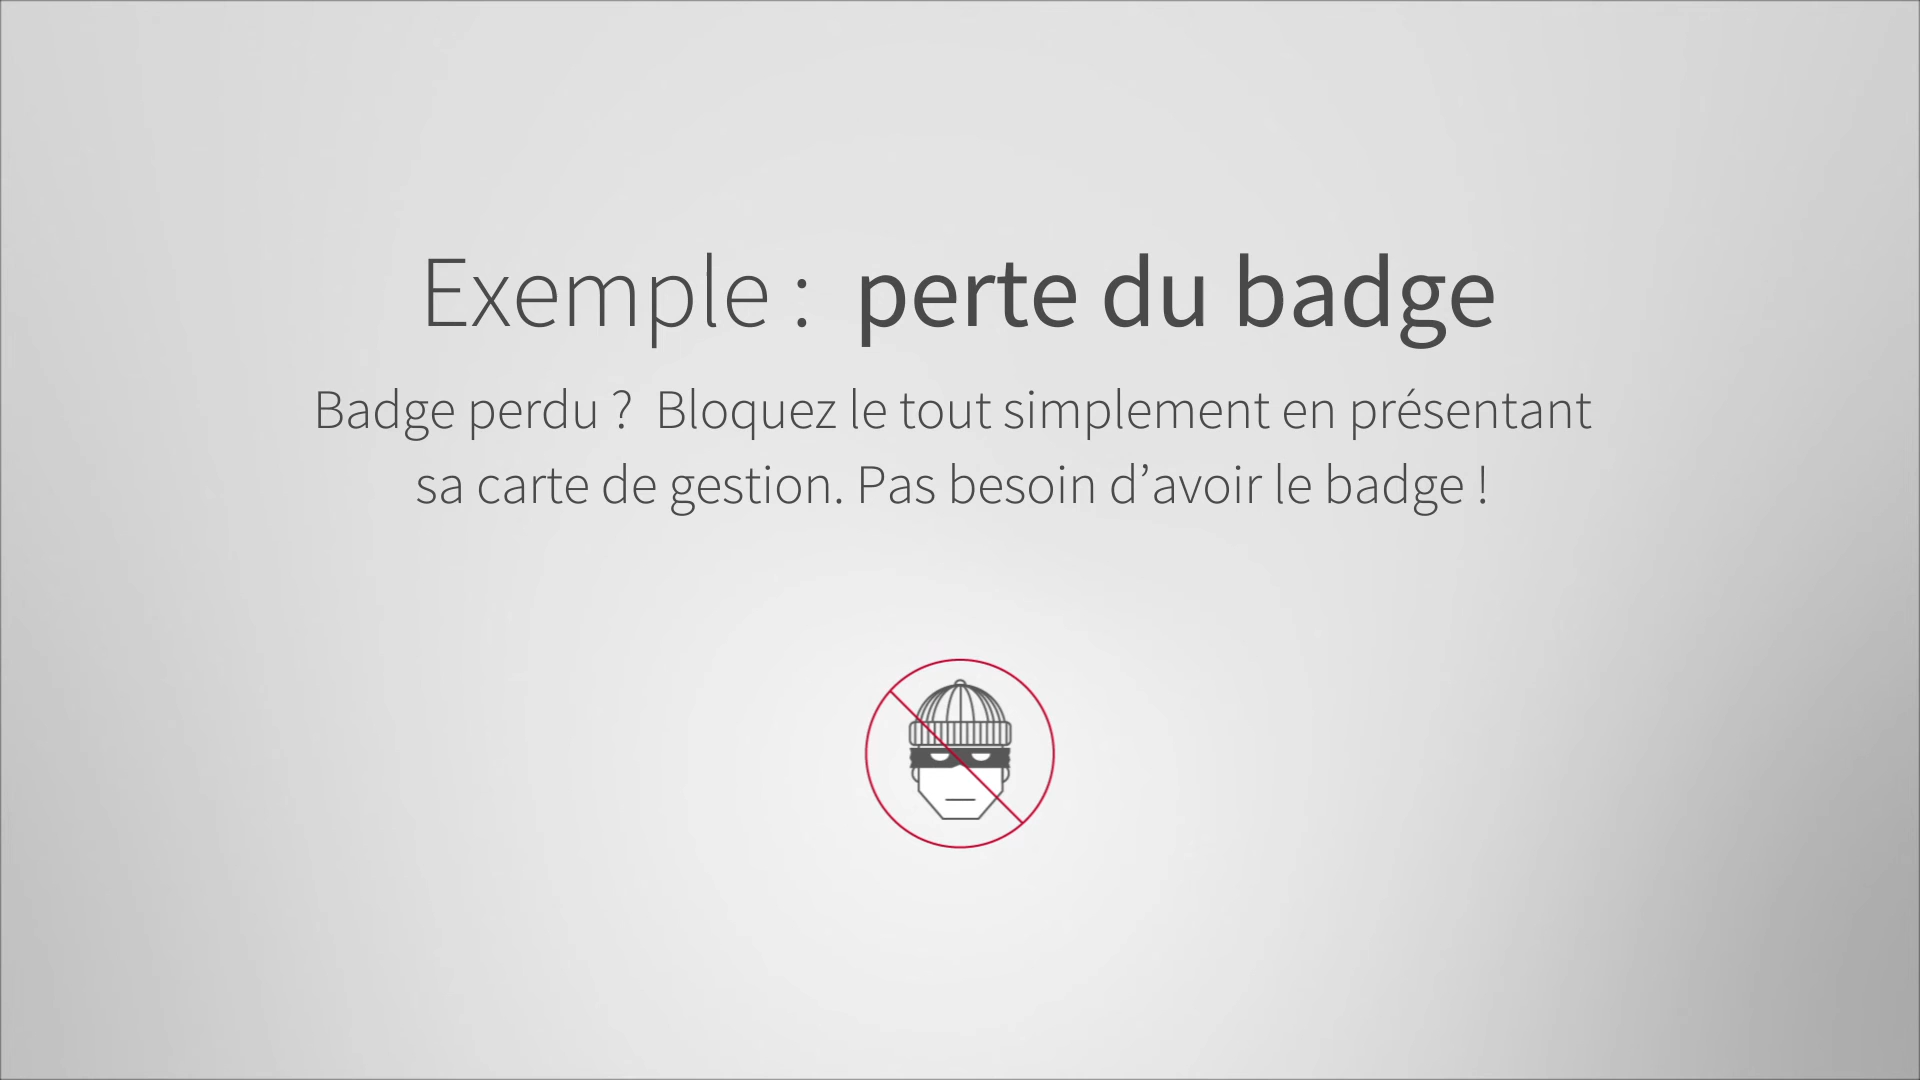 Exemple :  perte du badge
Badge perdu ?  Bloquez le tout simplement en présentant
sa carte de gestion. Pas besoin d’avoir le badge !